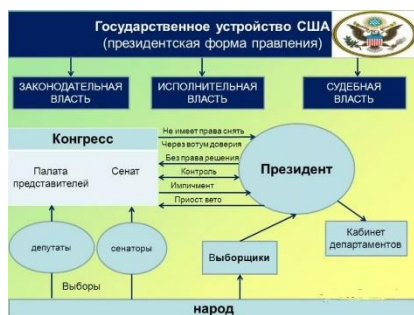 Государственное устройство США
(президентская форма правления)
ЗАКОНОДАТЕЛЬНАЯ
ВЛАСТЬ
ИСПОЛНИТЕЛЬНАЯ
ВЛАСТЬ
СУДЕБНАЯ
ВЛАСТЬ
Конгресс
Палата
представителей
Сенат
Не имеет права снять
Через вотум доверия
Без права решения
Контроль
Импичмент
Приост. вето
Президент
депутаты
сенаторы
Выборщики
Кабинет
департаментов
Выборы
народ